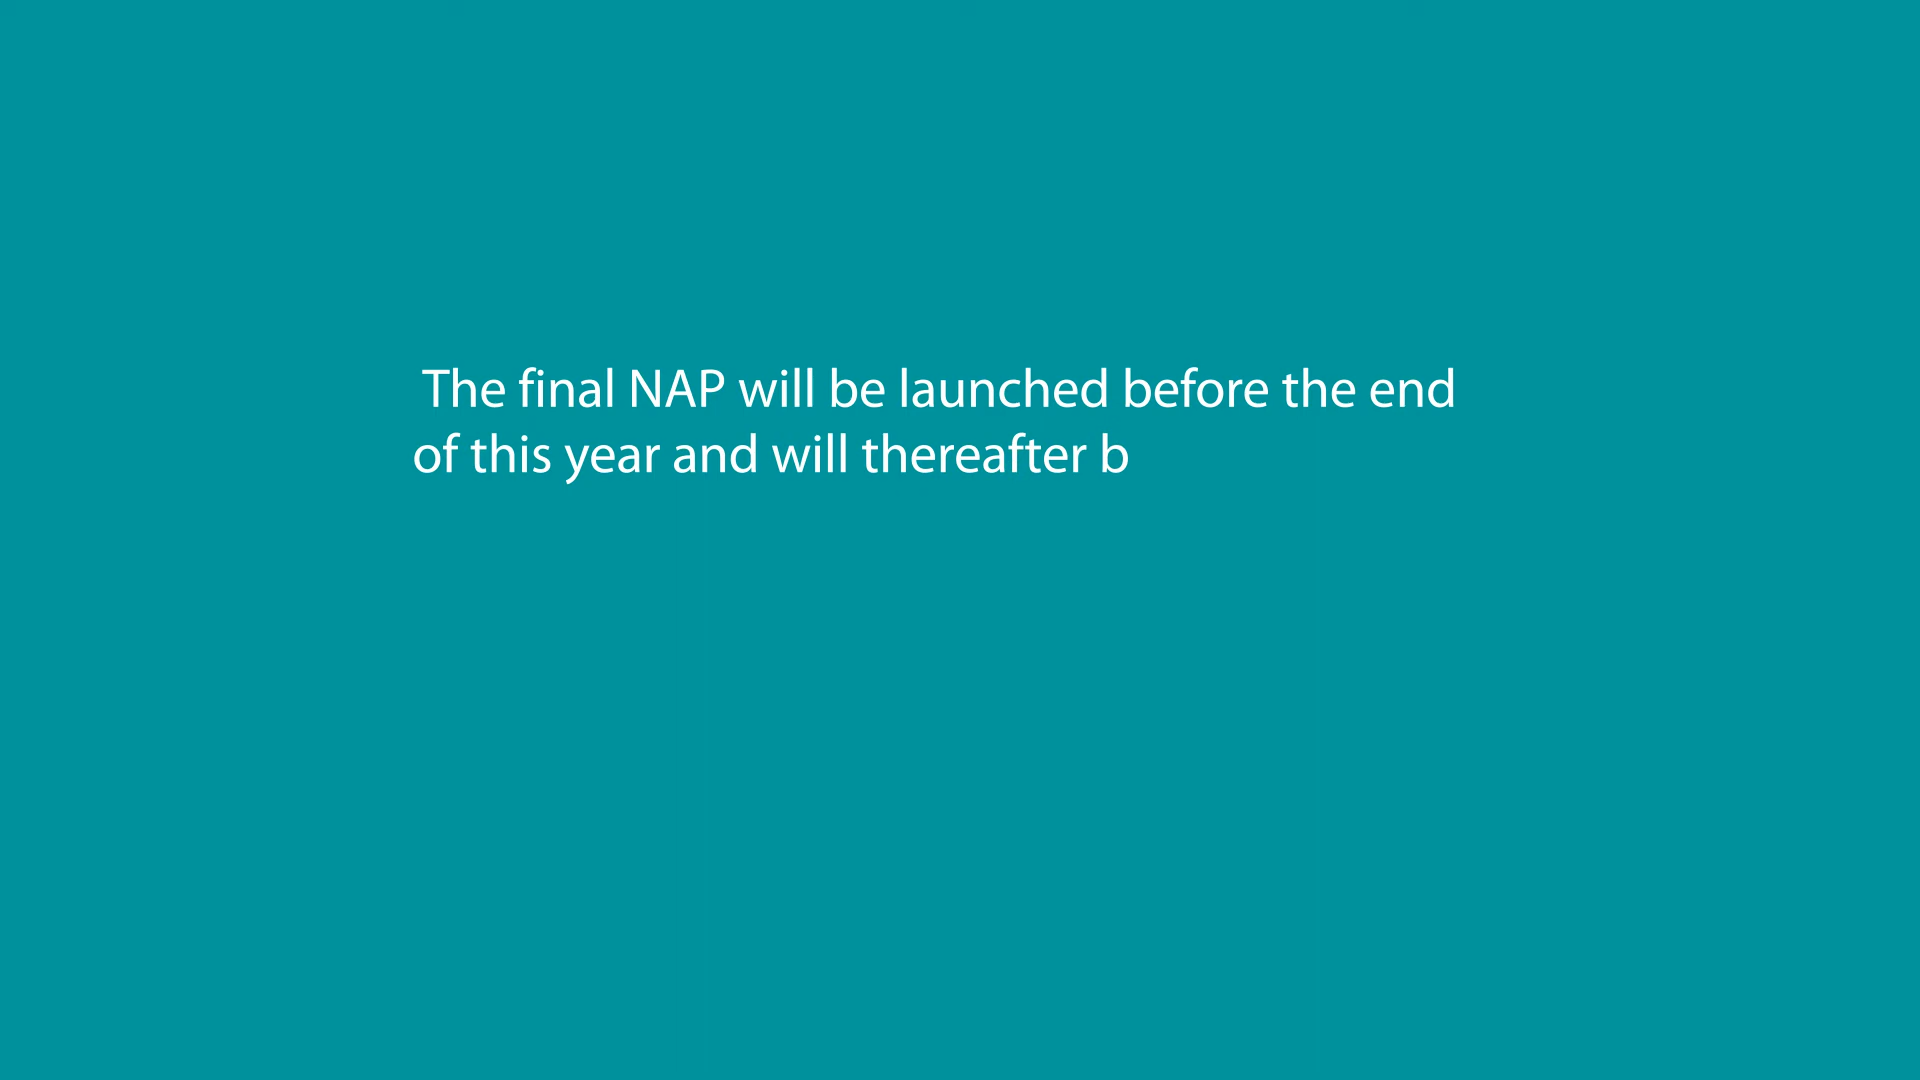 The final NAP will be launched before the end
of this year and will thereafter b